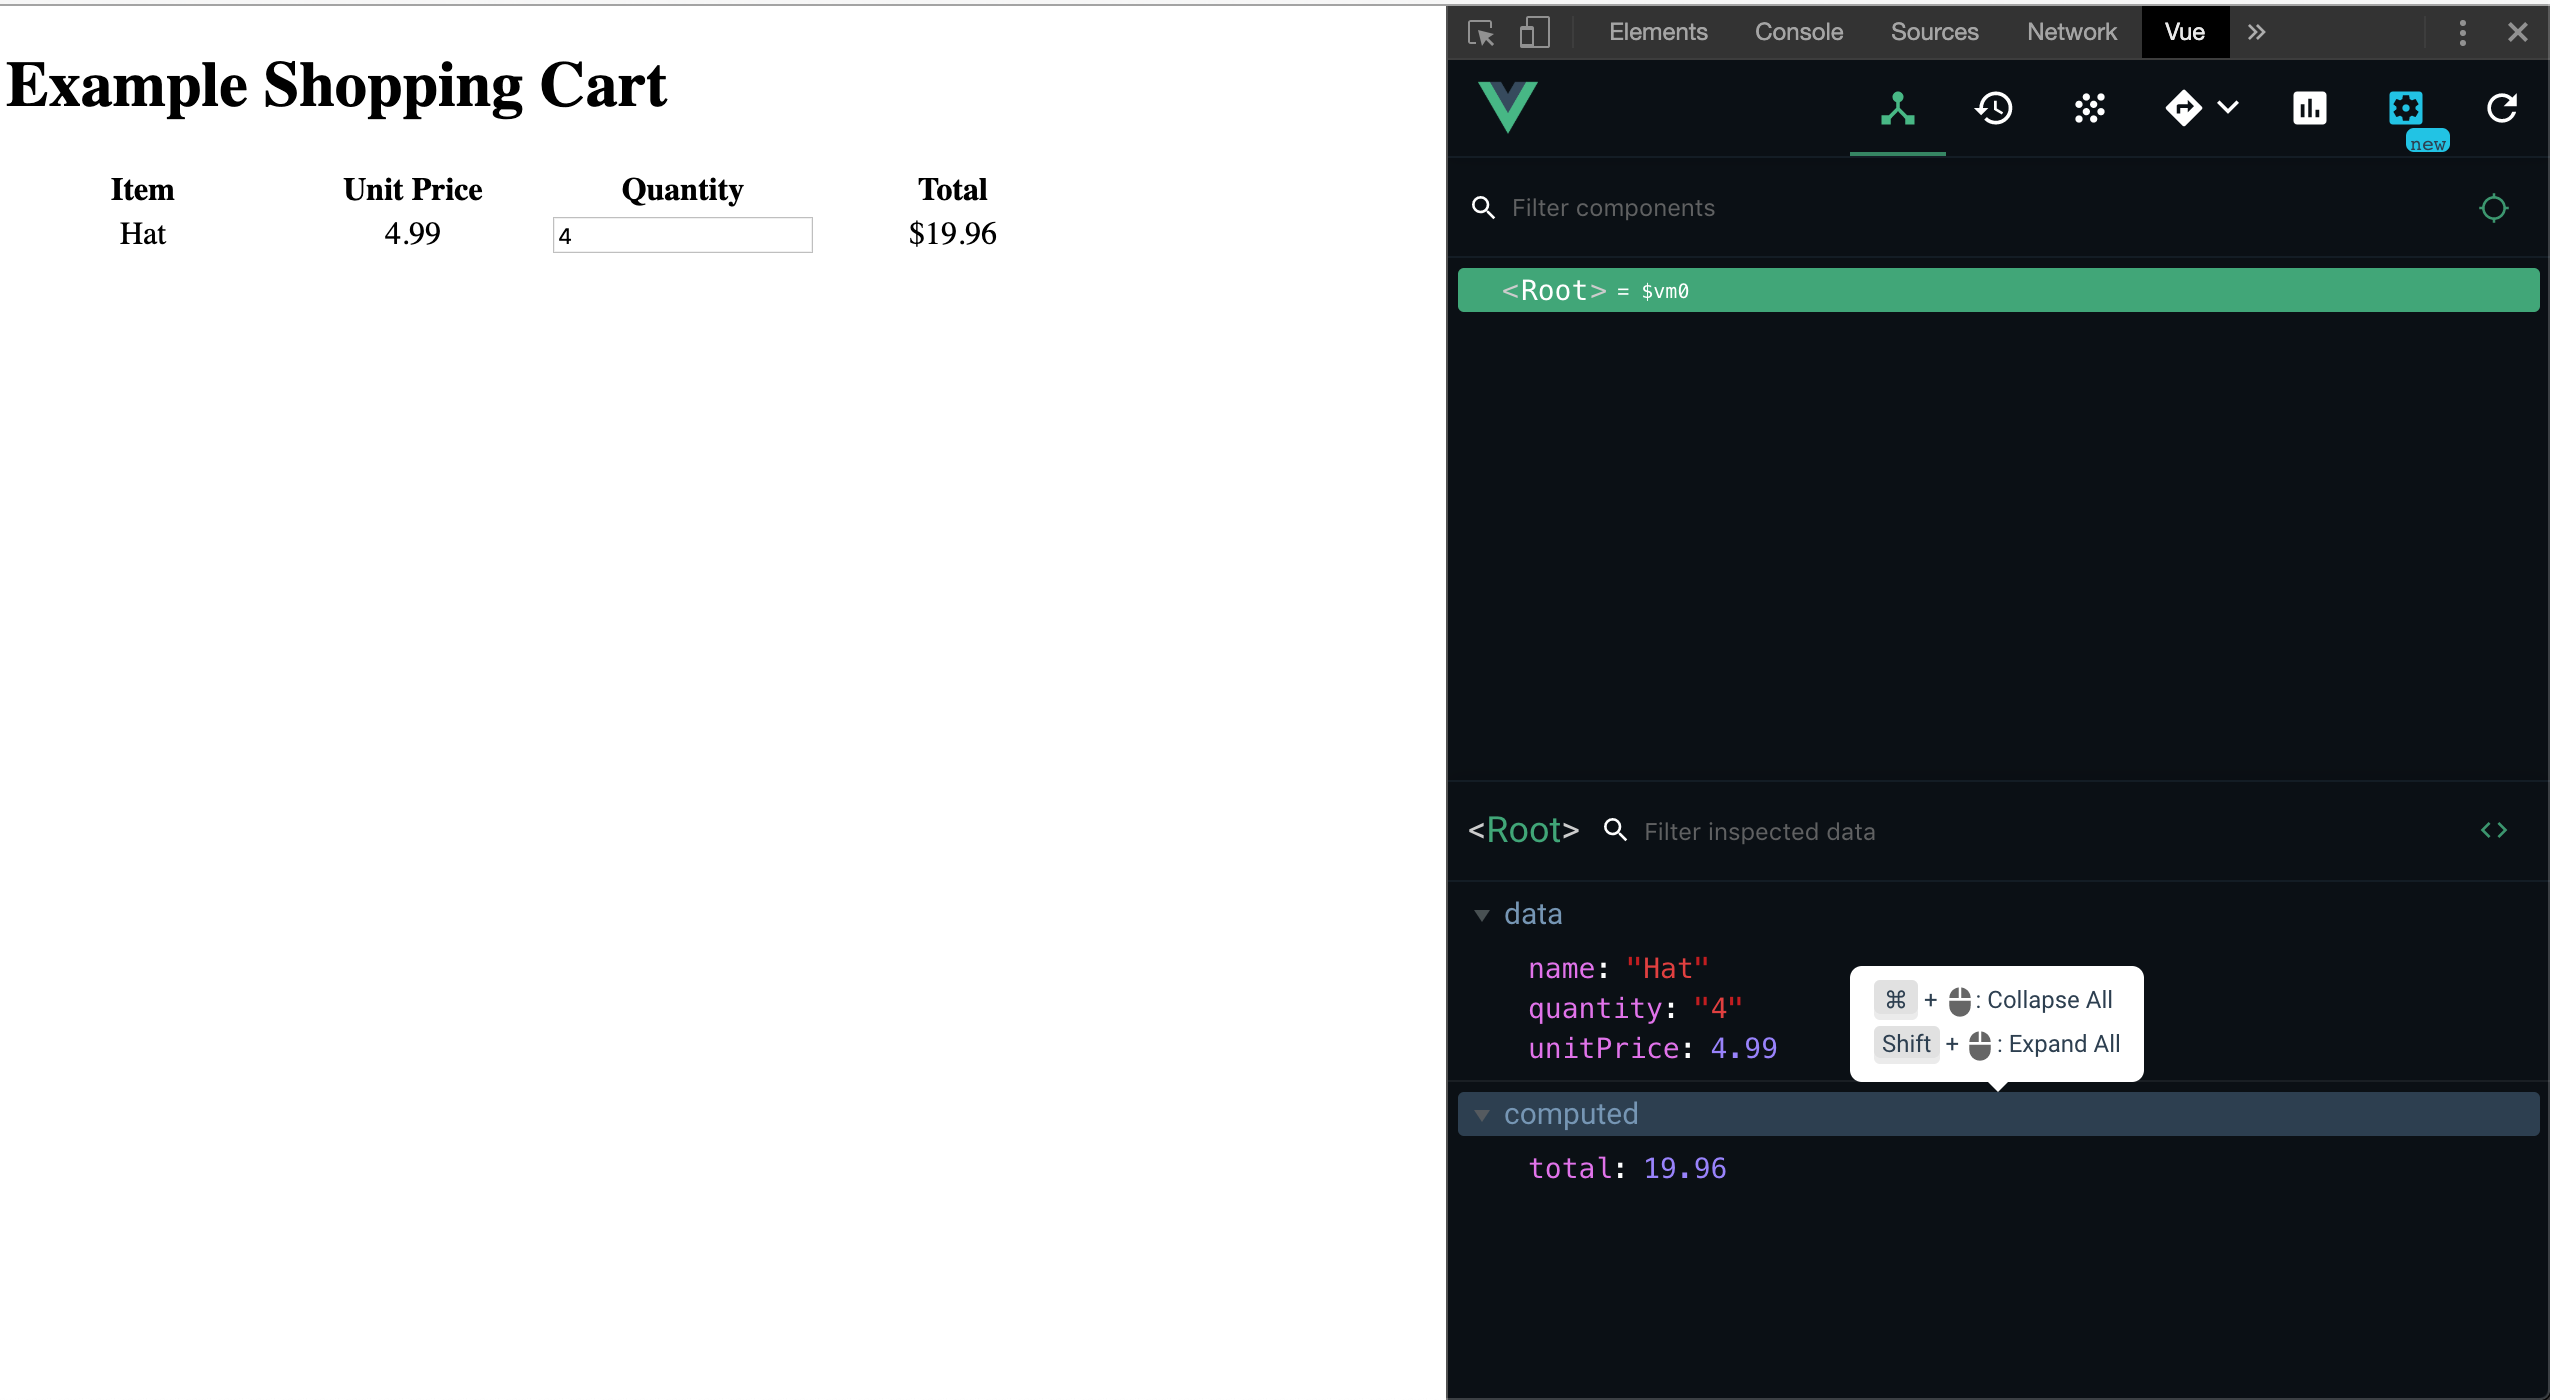 Example Shopping Cart
Item Unit Price Quantity Total
Hat 4.99 4 $19.96
Elements Console Sources Network Vue
new
Filter components
<Root> = $vm0
<Root> Filter inspected data
data
name: "Hat"
quantity: "4"
unitPrice: 4.99
⌘ + : Collapse All
Shift + : Expand All
computed
total: 19.96